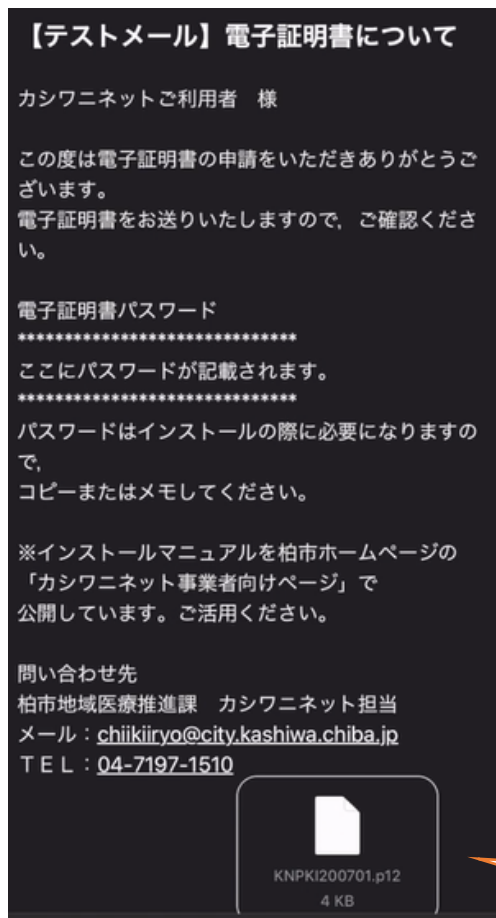 【テストメール】電子証明書について
カシワニネットご利用者　様
この度は電子証明書の申請をいただきありがとうご
ざいます。
電子証明書をお送りいたしますので，ご確認くださ
い。
電子証明書パスワード
******************************
ここにパスワードが記載されます。
******************************
パスワードはインストールの際に必要になりますの
で，
コピーまたはメモしてください。
※インストールマニュアルを柏市ホームページの
「カシワニネット事業者向けページ」で
公開しています。ご活用ください。
問い合わせ先
柏市地域医療推進課　カシワニネット担当
メール：chiikiiryo@city.kashiwa.chiba.jp
ＴＥＬ：04-7197-1510
KNPKI200701.p12
4 KB